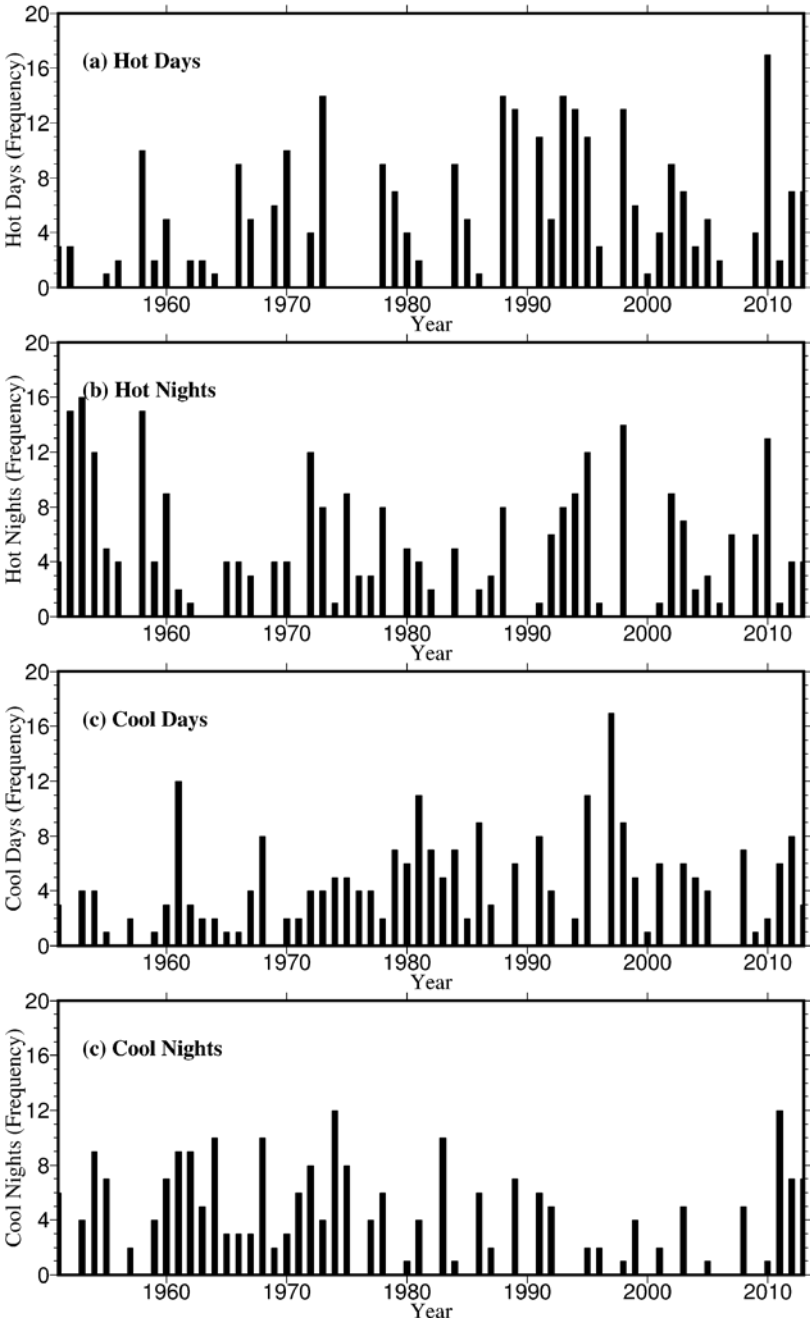 20
16
12
8
4
0
Hot Days (Frequency)
(a) Hot Days
1960 1970 1980 1990 2000 2010
Year
20
16
12
8
4
0
Hot Nights (Frequency)
(b) Hot Nights
1960 1970 1980 1990 2000 2010
Year
20
16
12
8
4
0
Cool Days (Frequency)
(c) Cool Days
1960 1970 1980 1990 2000 2010
Year
20
16
12
8
4
0
Cool Nights (Frequency)
(c) Cool Nights
1960 1970 1980 1990 2000 2010
Year